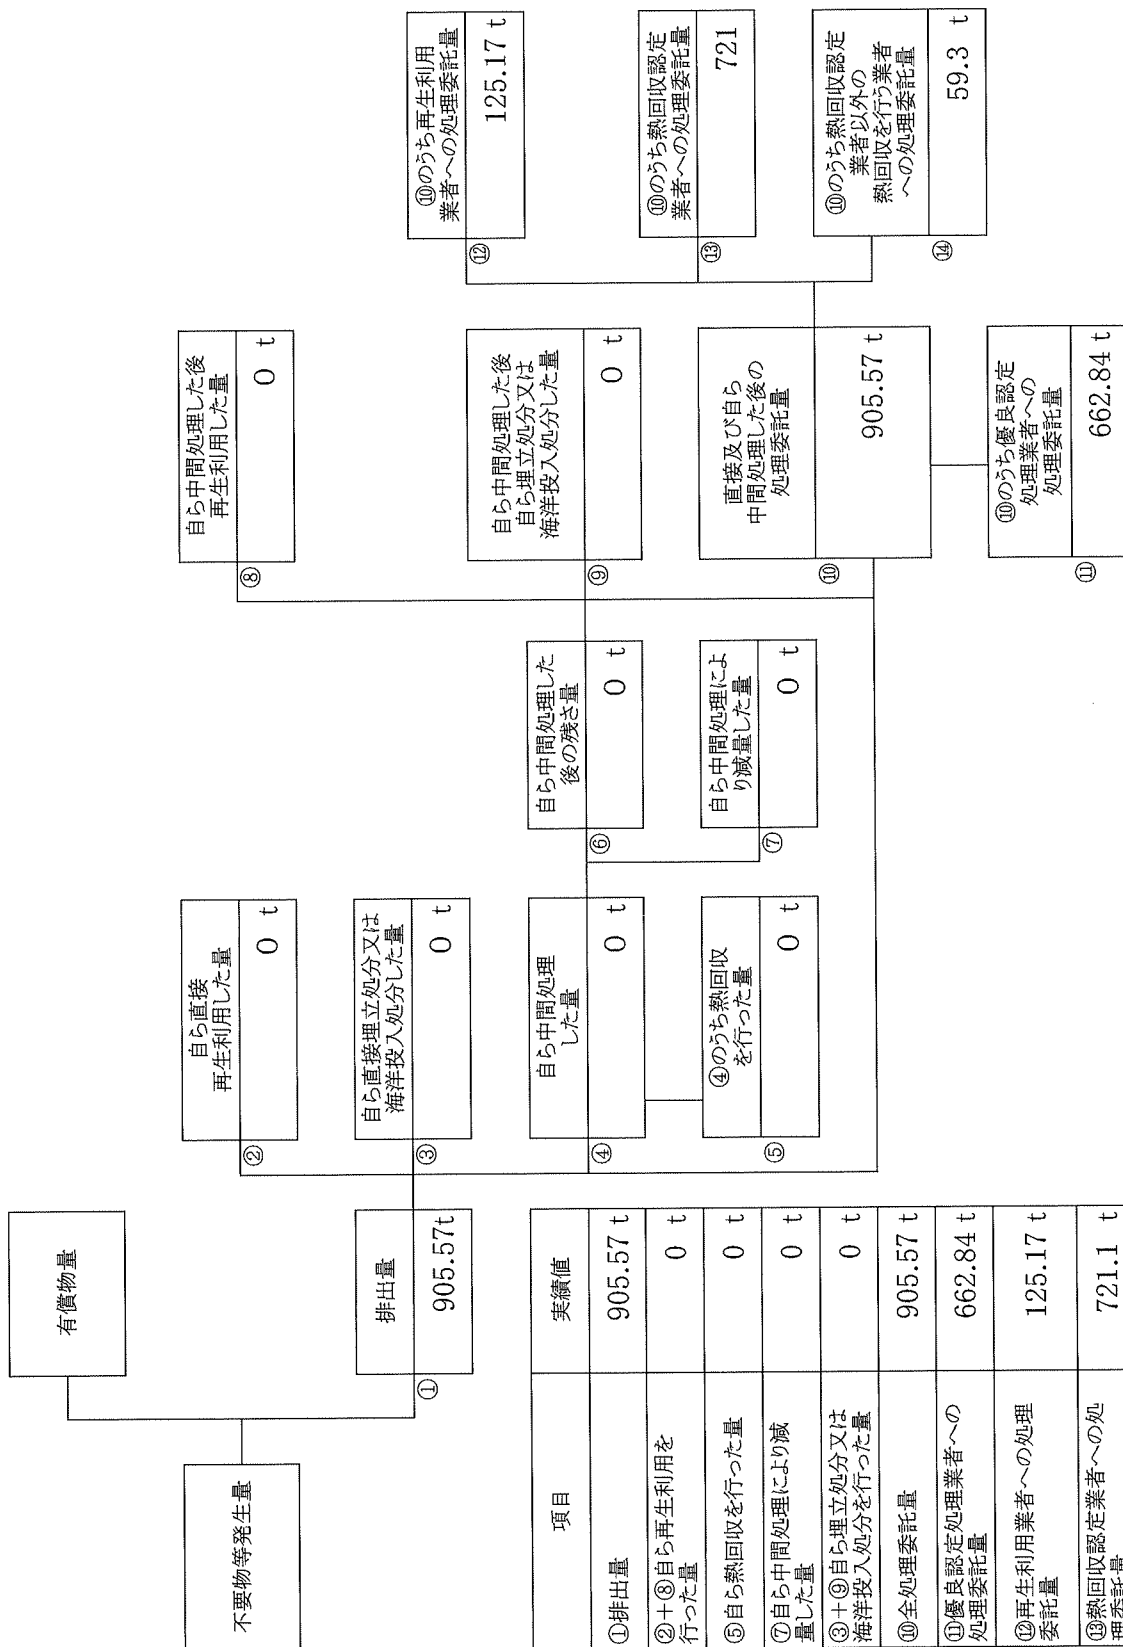 不要物等発生量
有償物量
①
排出量
905.57t
②
自ら直接
再生利用した量
0 t
③
自ら直接埋立処分又は
海洋投入処分した量
0 t
④
自ら中間処理
した量
0 t
⑤
④のうち熱回収
を行った量
0 t
⑥
自ら中間処理した
後の残さ量
0 t
⑦
自ら中間処理によ
り減量した量
0 t
⑧
自ら中間処理した後
再生利用した量
0 t
⑨
自ら中間処理した後
自ら埋立処分又は
海洋投入処分した量
0 t
⑩
直接及び自ら
中間処理した後の
処理委託量
905.57 t
⑪
⑩のうち優良認定
処理業者への
処理委託量
662.84 t
⑫
⑩のうち再生利用
業者への処理委託量
125.17 t
⑬
⑩のうち熱回収認定
業者への処理委託量
721
⑭
⑩のうち熱回収認定
業者以外の
熱回収を行う業者
への処理委託量
59.3 t
項目 実績値
①排出量 905.57 t
②+⑧自ら再生利用を
行った量 0 t
⑤自ら熱回収を行った量 0 t
⑦自ら中間処理により減
量した量 0 t
③+⑨自ら埋立処分又は
海洋投入処分を行った量 0 t
⑩全処理委託量 905.57 t
⑪優良認定処理業者への
処理委託量 662.84 t
⑫再生利用業者への処理
委託量 125.17 t
⑬熱回収認定業者への処
理委託量 721.1 t